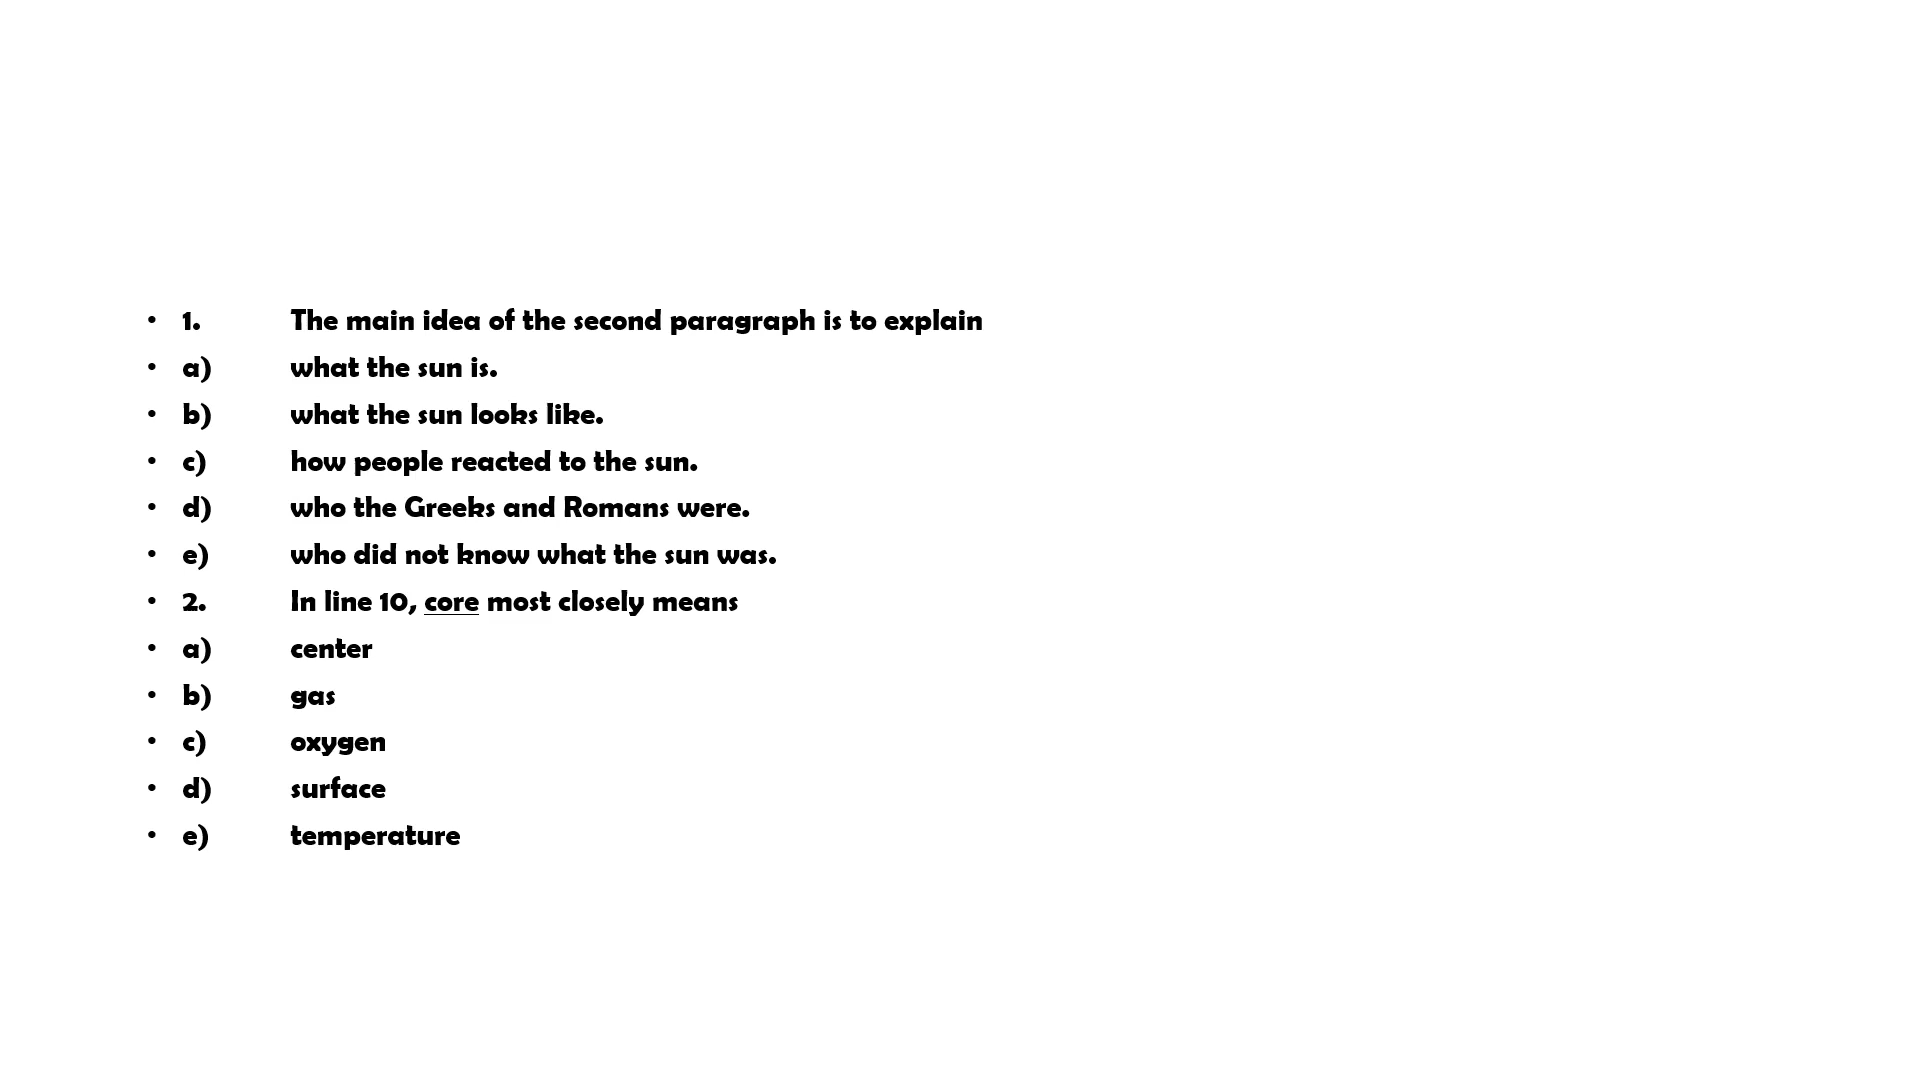 • 1. The main idea of the second paragraph is to explain
• a) what the sun is.
• b) what the sun looks like.
• c) how people reacted to the sun.
• d) who the Greeks and Romans were.
• e) who did not know what the sun was.
• 2. In line 10, core most closely means
• a) center
• b) gas
• c) oxygen
• d) surface
• e) temperature